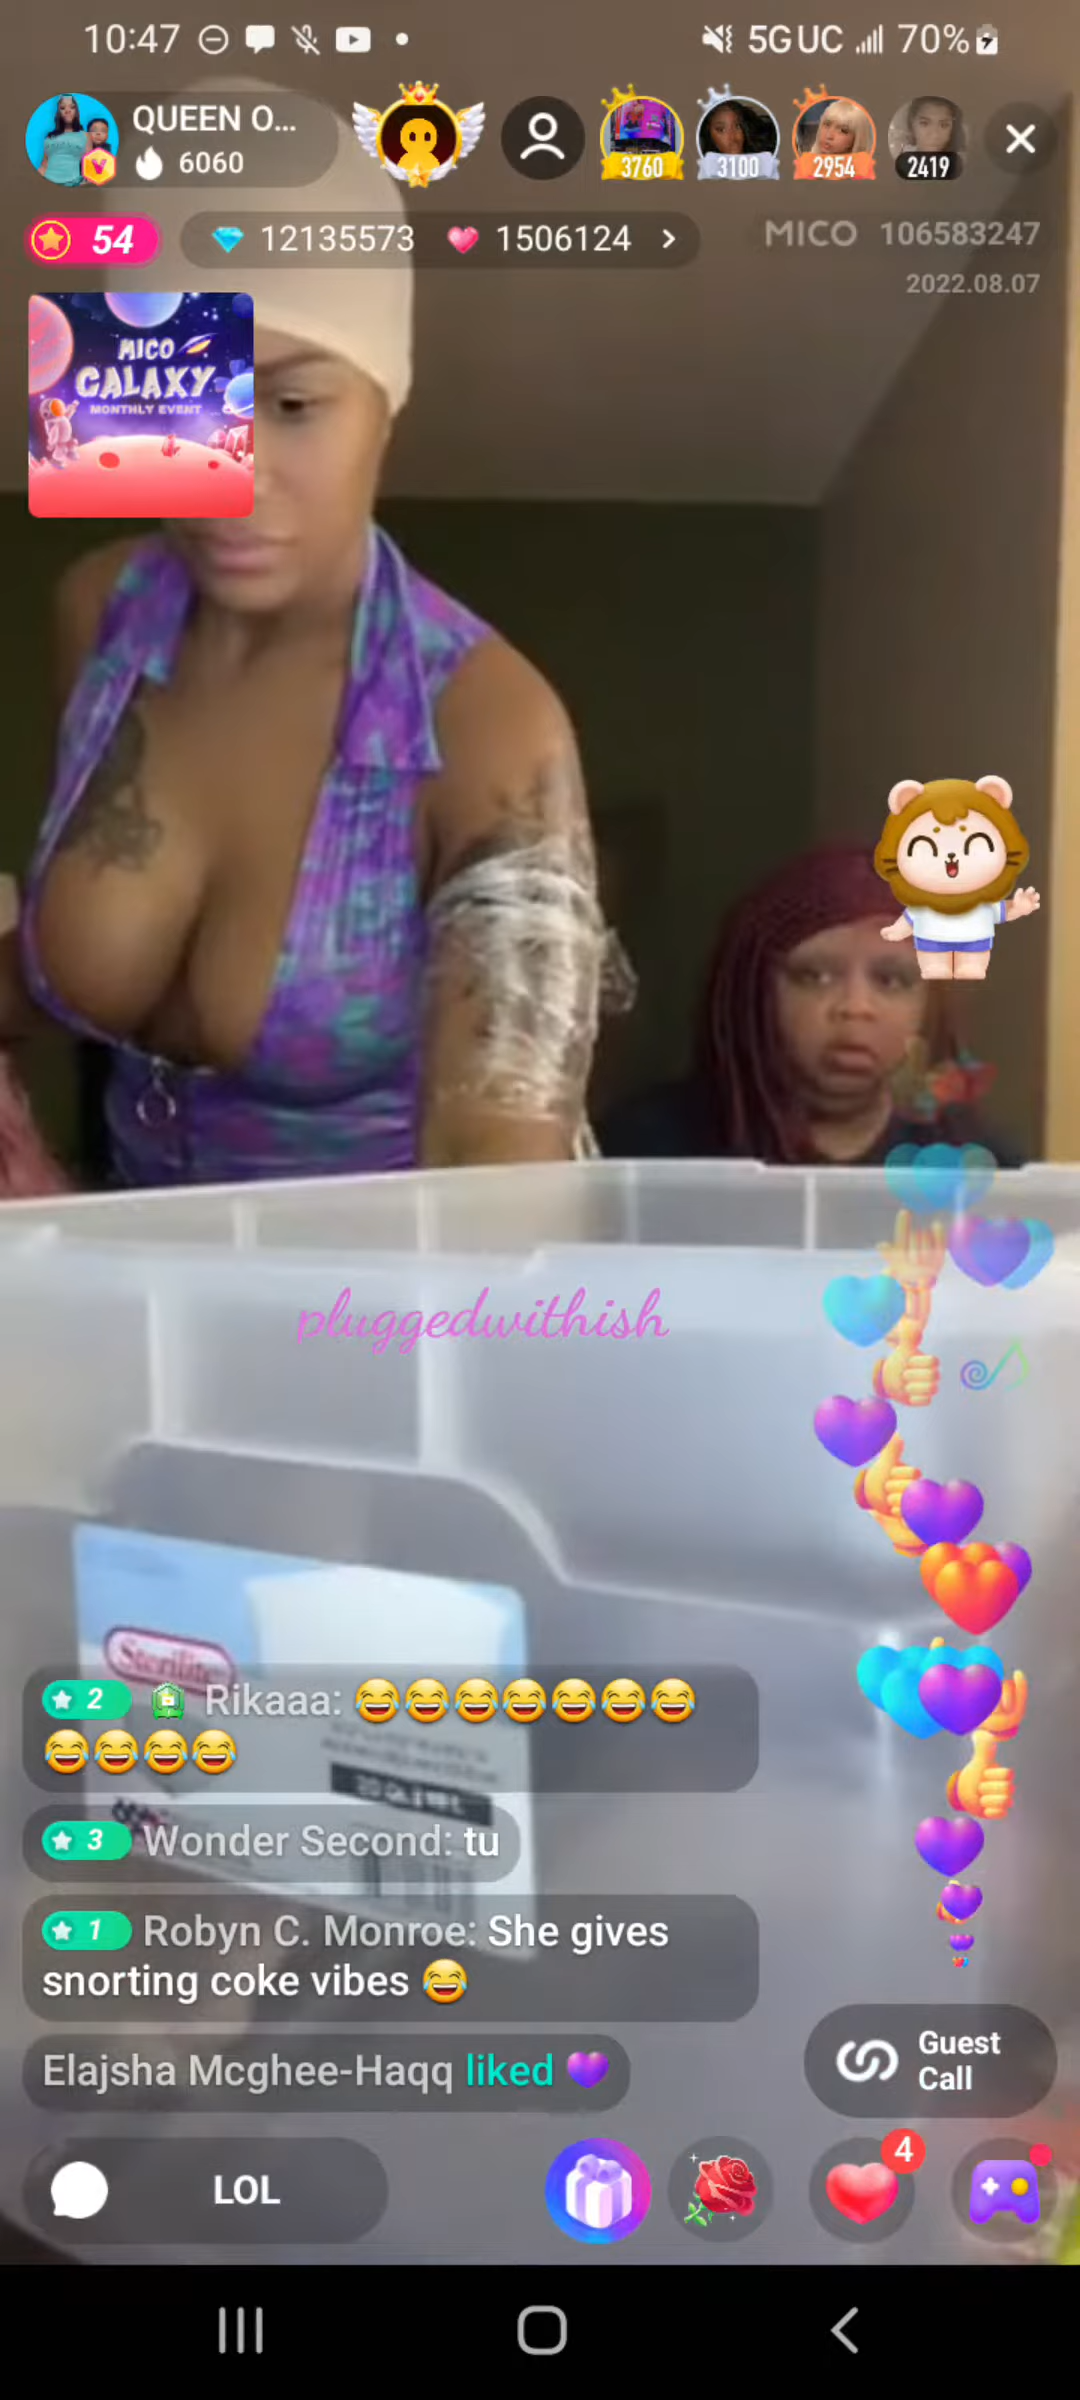 10:47
5GUC
70%
QUEEN O...
6060
3760
3100
2954
2419
54
12135573
1506124
MICO 106583247
2022.08.07
MICO
GALAXY
MONTHLY EVENT
pluggedwithish
Sterilite
2 Rikaaa: 😂😂😂😂😂😂😂
😂😂😂😂
3 Wonder Second: tu
1 Robyn C. Monroe: She gives
snorting coke vibes 😂
Elajsha Mcghee-Haqq liked 💜
Guest
Call
LOL
4